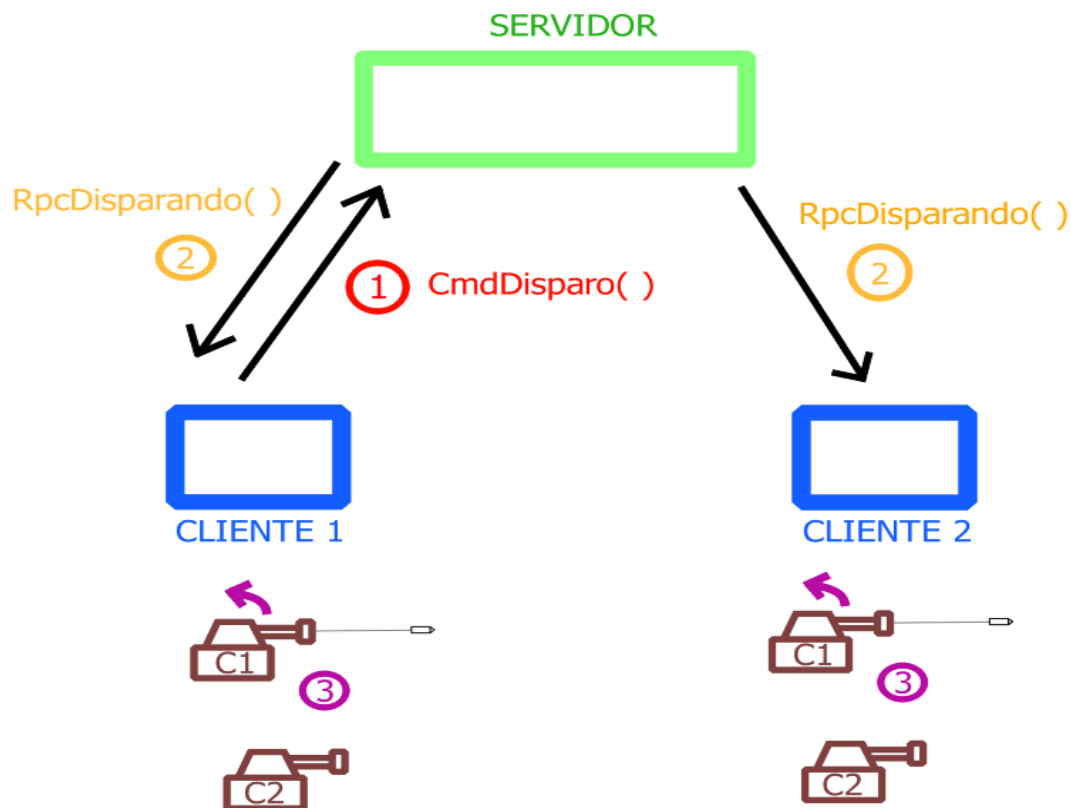 SERVIDOR
RpcDisparando( )
2
1
CmdDisparo( )
RpcDisparando( )
2
CLIENTE 1
CLIENTE 2
C1
3
C1
3
C2
C2